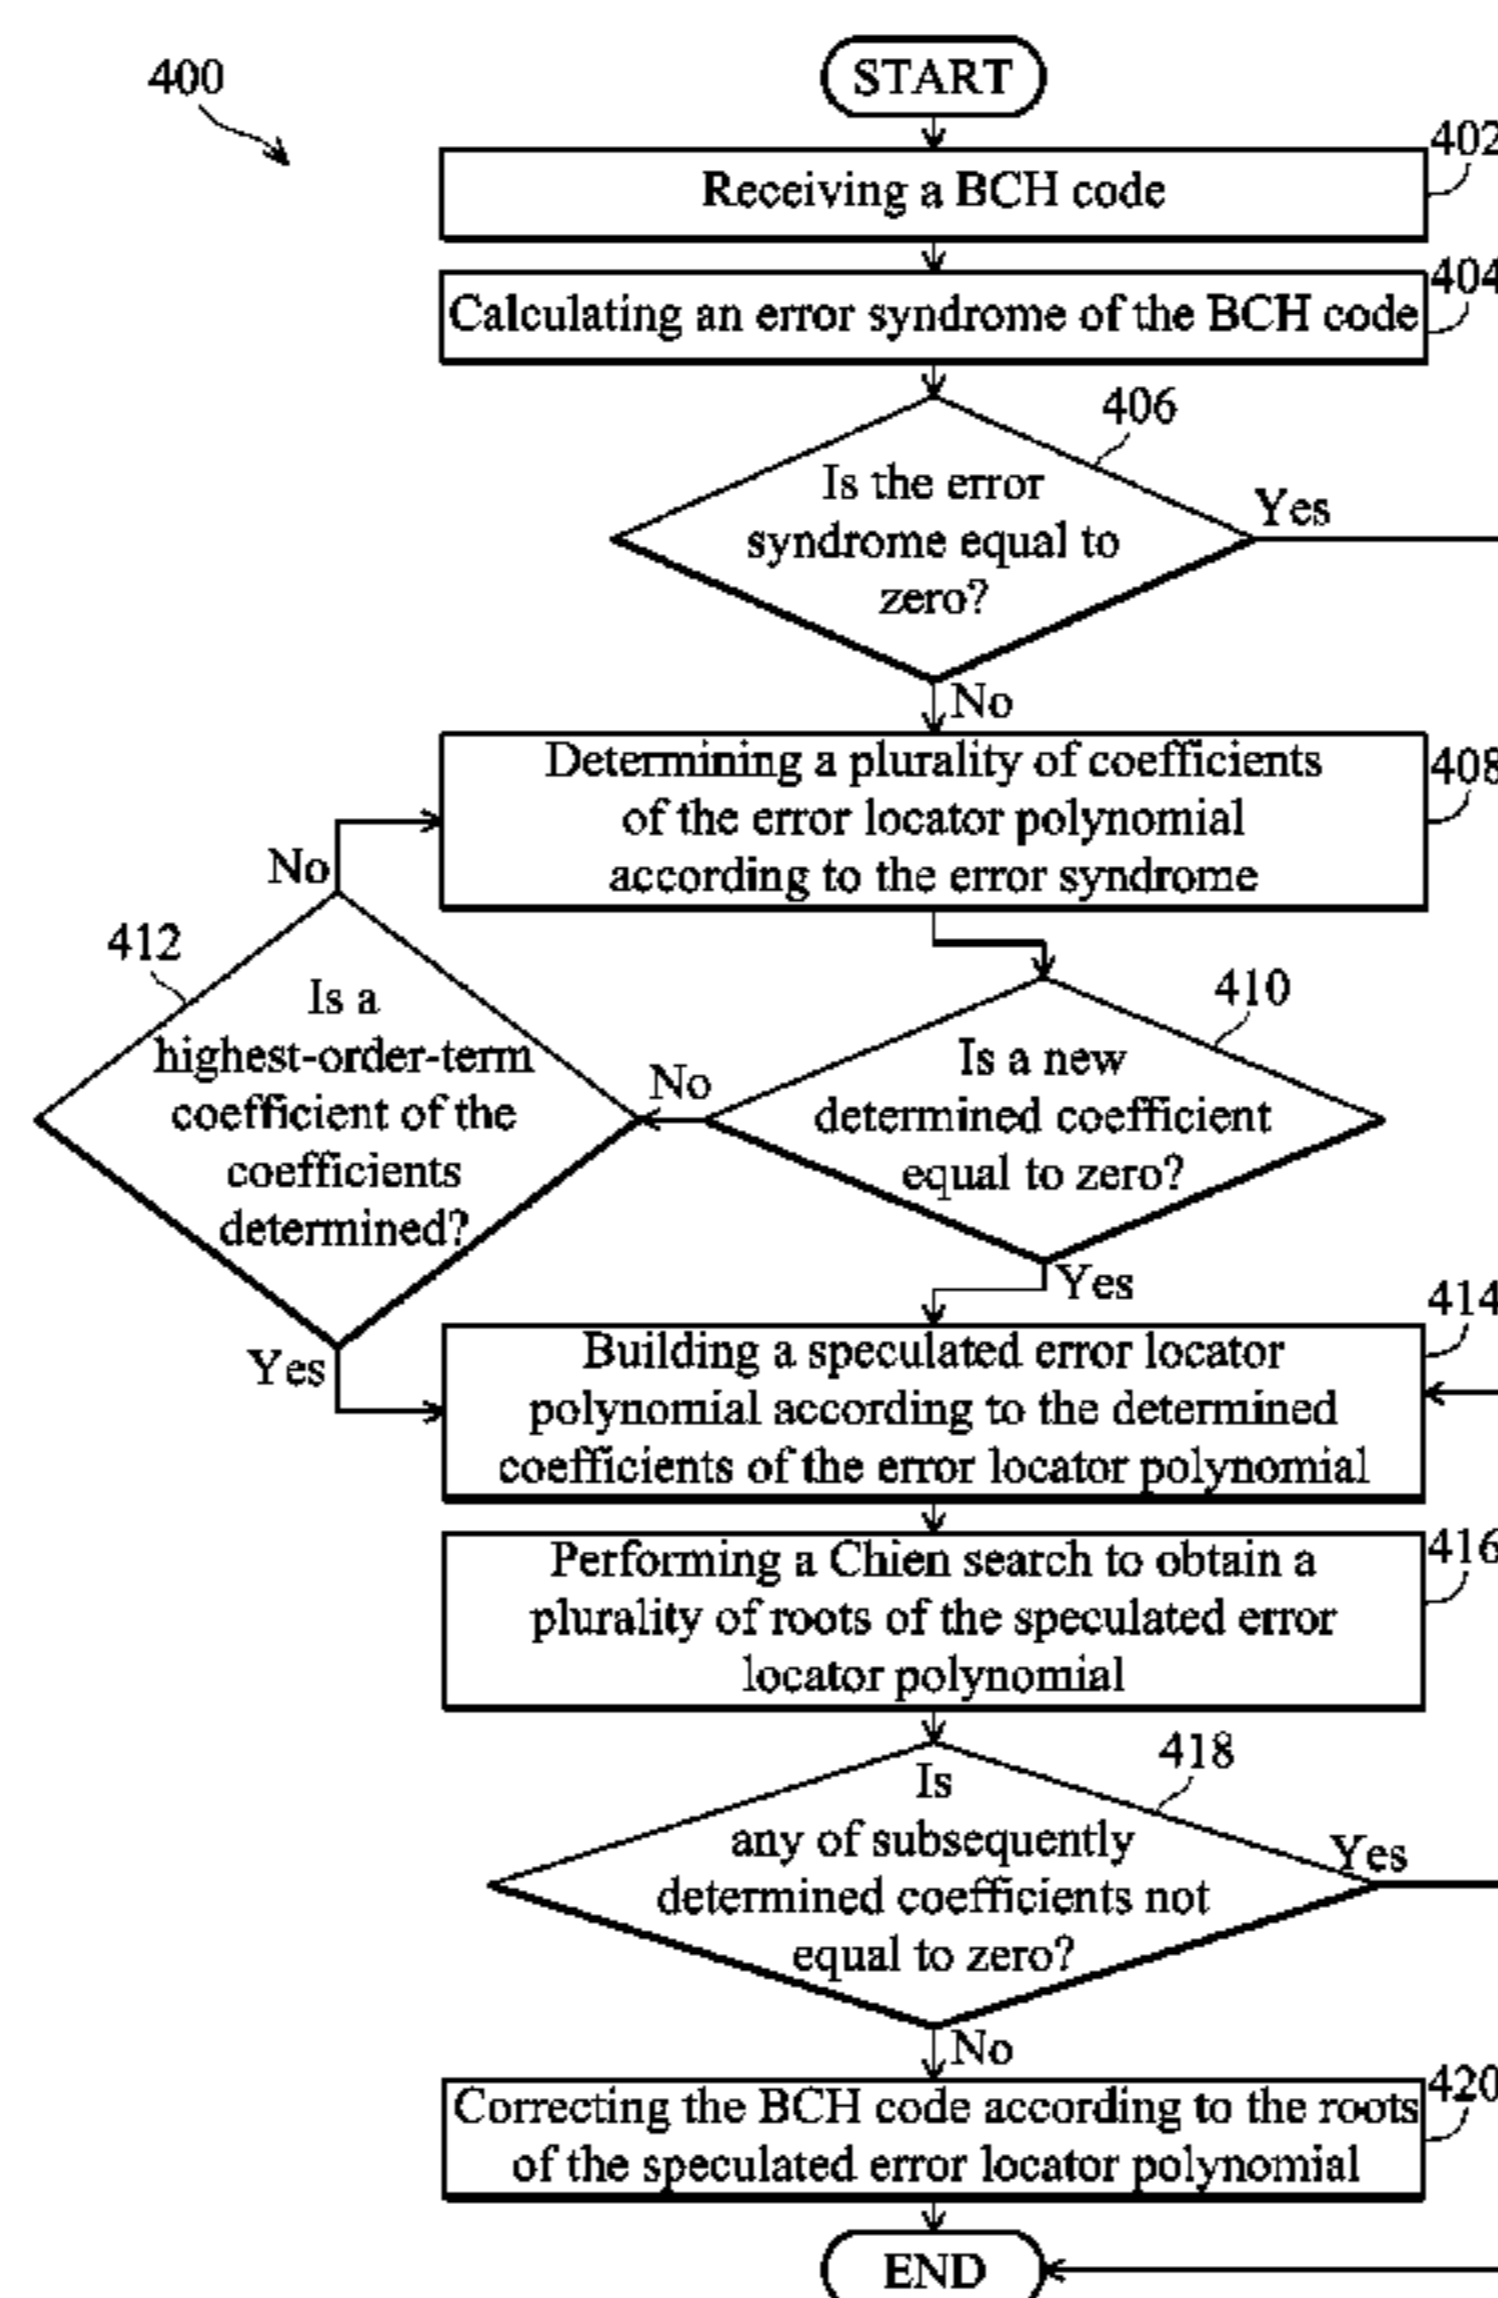 400
START
402
Receiving a BCH code
404
Calculating an error syndrome of the BCH code
406
Is the error
syndrome equal to
zero?
Yes
No
408
Determining a plurality of coefficients
of the error locator polynomial
according to the error syndrome
No
412
Is a
highest-order-term
coefficient of the
coefficients
determined?
Yes
No
410
Is a new
determined coefficient
equal to zero?
Yes
414
Building a speculated error locator
polynomial according to the determined
coefficients of the error locator polynomial
416
Performing a Chien search to obtain a
plurality of roots of the speculated error
locator polynomial
418
Is
any of subsequently
determined coefficients not
equal to zero?
Yes
No
420
Correcting the BCH code according to the roots
of the speculated error locator polynomial
END